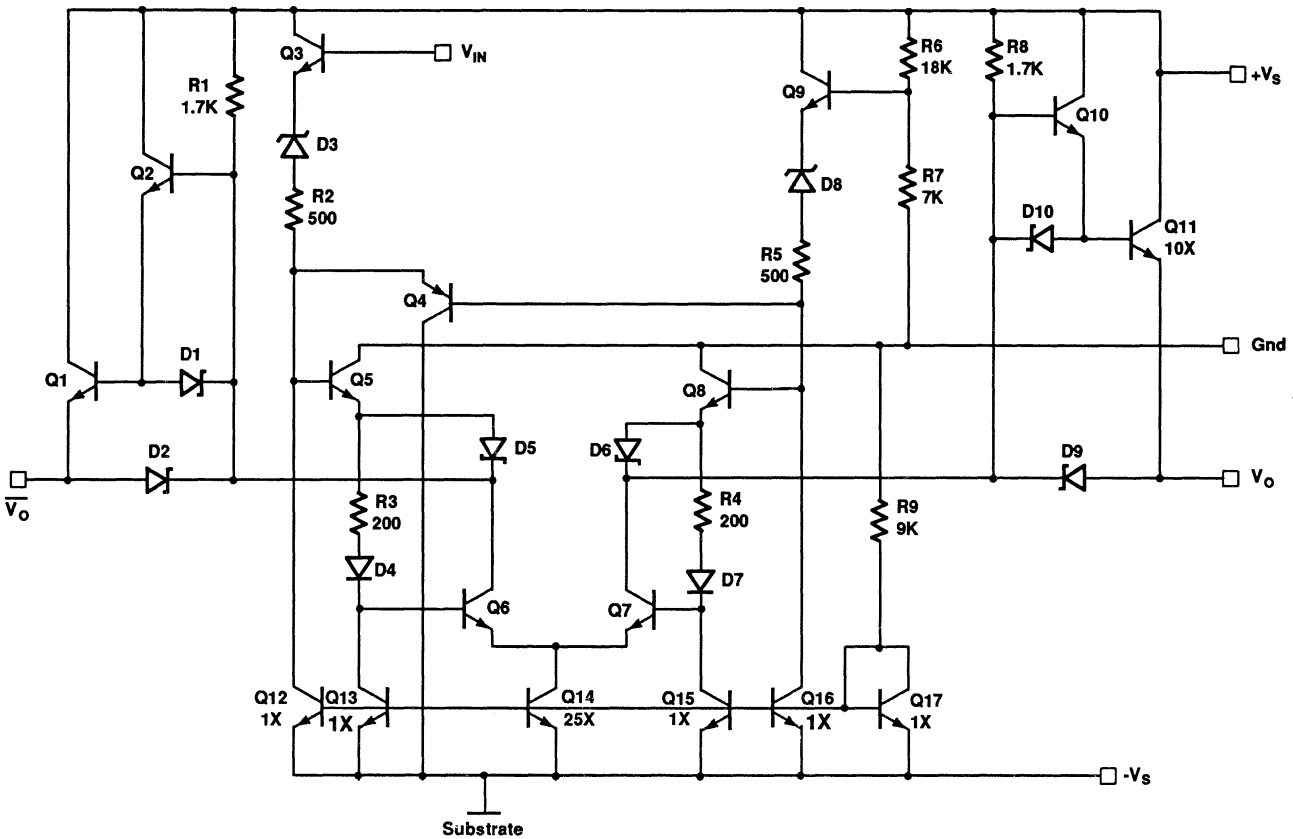 Q3
V_IN
R6
18K
R8
1.7K
+V_S
R1
1.7K
Q9
Q10
D3
Q2
D8
R7
7K
R2
500
D10
Q11
10X
R5
500
Q4
Gnd
D1
Q1
Q5
Q8
D2
D5
D6
D9
V̅_O
V_O
R3
200
R4
200
R9
9K
D4
D7
Q6
Q7
Q12
1X
Q13
1X
Q14
25X
Q15
1X
Q16
1X
Q17
1X
-V_S
Substrate